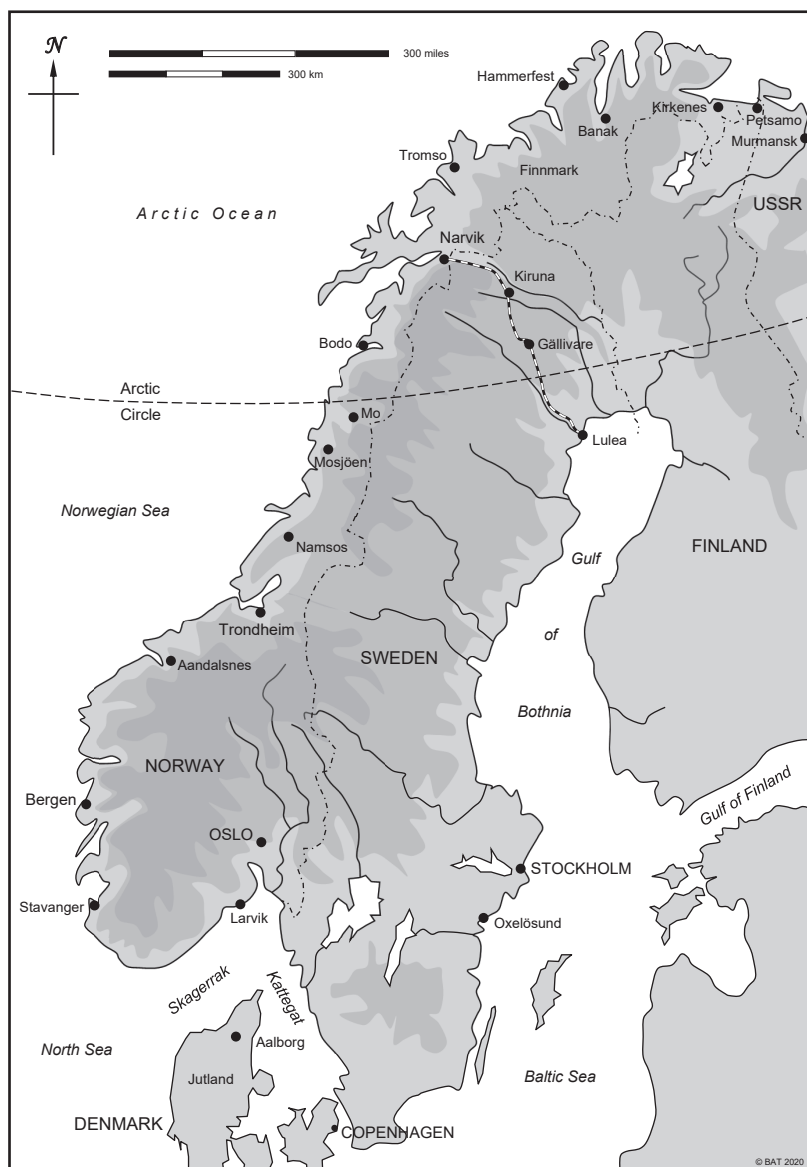 N
300 miles
300 km
Hammerfest
Banak
Kirkenes
Petsamo
Murmansk
Tromso
Finnmark
USSR
Arctic Ocean
Narvik
Kiruna
Bodo
Gällivare
Arctic
Circle
Mo
Lulea
Mosjöen
Norwegian Sea
Namsos
FINLAND
Gulf
of
Bothnia
Trondheim
SWEDEN
Aandalsnes
NORWAY
Bergen
Gulf of Finland
OSLO
STOCKHOLM
Stavanger
Larvik
Oxelösund
Skagerrak
Kattegat
North Sea
Aalborg
Jutland
Baltic Sea
DENMARK
COPENHAGEN
© BAT 2020